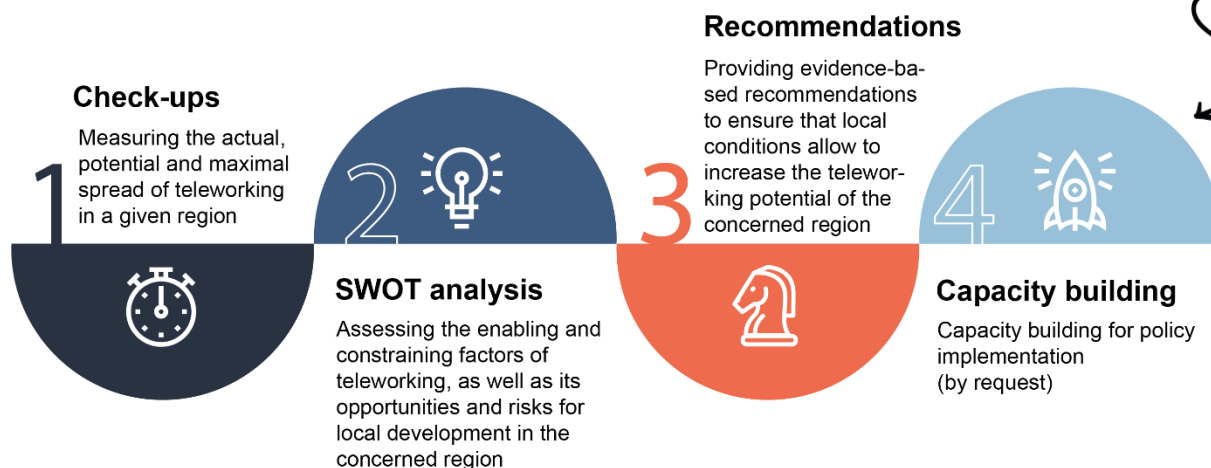 1
Check-ups
Measuring the actual,
potential and maximal
spread of teleworking
in a given region
2
SWOT analysis
Assessing the enabling and
constraining factors of
teleworking, as well as its
opportunities and risks for
local development in the
concerned region
3
Recommendations
Providing evidence-ba-
sed recommendations
to ensure that local
conditions allow to
increase the telewor-
king potential of the
concerned region
4
Capacity building
Capacity building for policy
implementation
(by request)